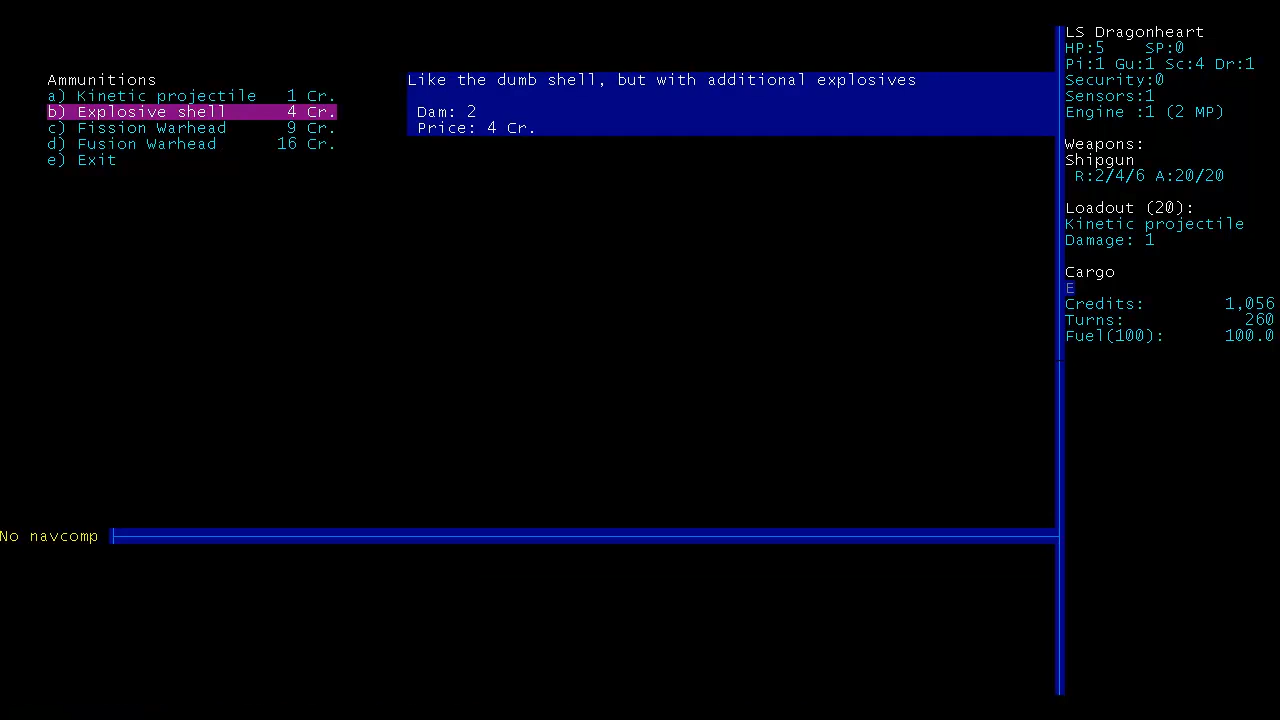 Ammunitions
a) Kinetic projectile   1 Cr.
b) Explosive shell      4 Cr.
c) Fission Warhead      9 Cr.
d) Fusion Warhead      16 Cr.
e) Exit
Like the dumb shell, but with additional explosives
Dam: 2
Price: 4 Cr.
No navcomp
LS Dragonheart
HP:5    SP:0
Pi:1 Gu:1 Sc:4 Dr:1
Security:0
Sensors:1
Engine :1 (2 MP)
Weapons:
Shipgun
R:2/4/6 A:20/20
Loadout (20):
Kinetic projectile
Damage: 1
Cargo
E
Credits:        1,056
Turns:            260
Fuel(100):      100.0